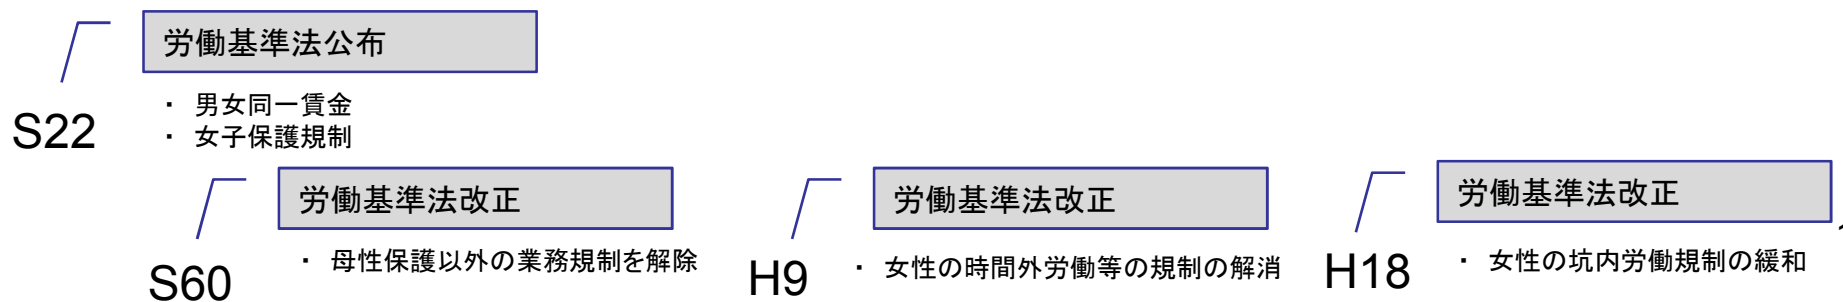 労働基準法公布
S22
・ 男女同一賃金
・ 女子保護規制
労働基準法改正
S60
・ 母性保護以外の業務規制を解除
労働基準法改正
H9
・ 女性の時間外労働等の規制の解消
労働基準法改正
H18
・ 女性の坑内労働規制の緩和